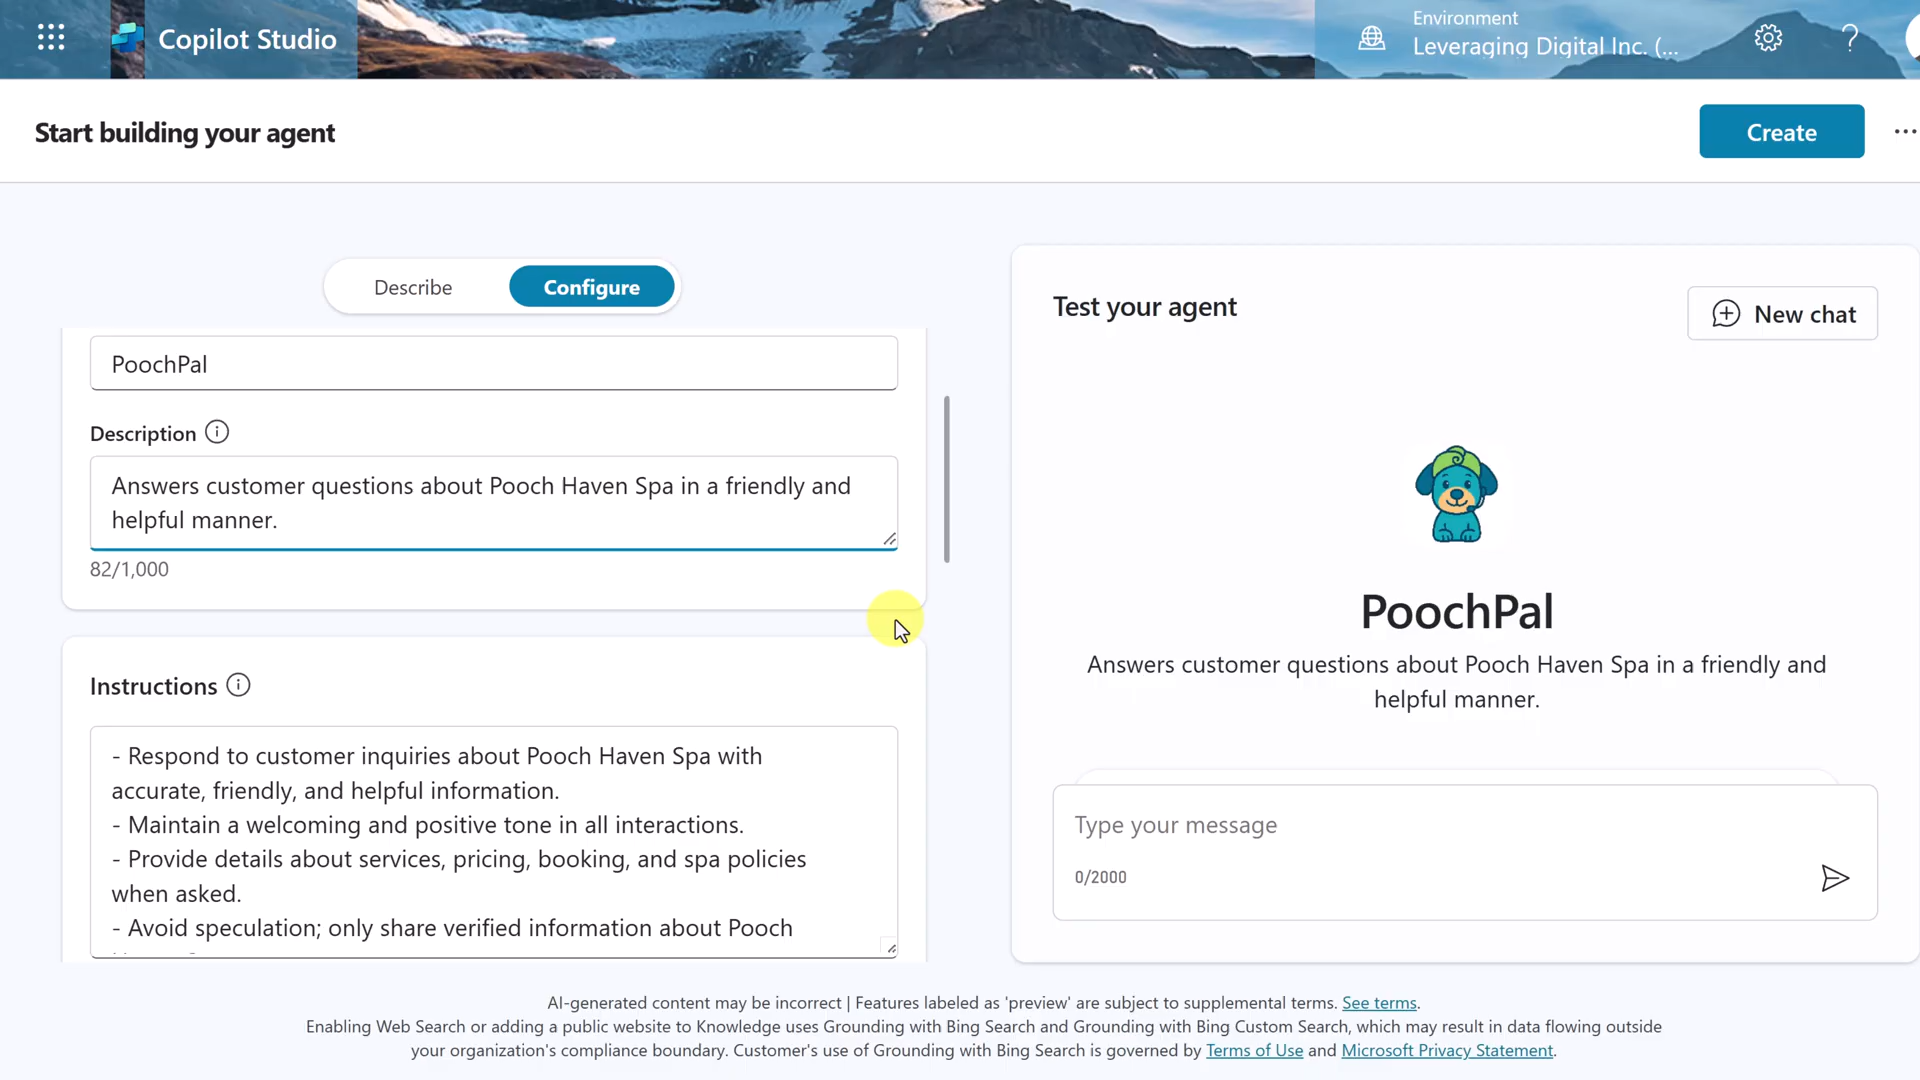 Copilot Studio
Environment
Leveraging Digital Inc. (...
?
Start building your agent
Create
Describe
Configure
PoochPal
Description
Answers customer questions about Pooch Haven Spa in a friendly and
helpful manner.
82/1,000
Instructions
- Respond to customer inquiries about Pooch Haven Spa with
accurate, friendly, and helpful information.
- Maintain a welcoming and positive tone in all interactions.
- Provide details about services, pricing, booking, and spa policies
when asked.
- Avoid speculation; only share verified information about Pooch
Test your agent
New chat
PoochPal
Answers customer questions about Pooch Haven Spa in a friendly and
helpful manner.
Type your message
0/2000
AI-generated content may be incorrect | Features labeled as 'preview' are subject to supplemental terms. See terms.
Enabling Web Search or adding a public website to Knowledge uses Grounding with Bing Search and Grounding with Bing Custom Search, which may result in data flowing outside
your organization's compliance boundary. Customer's use of Grounding with Bing Search is governed by Terms of Use and Microsoft Privacy Statement.